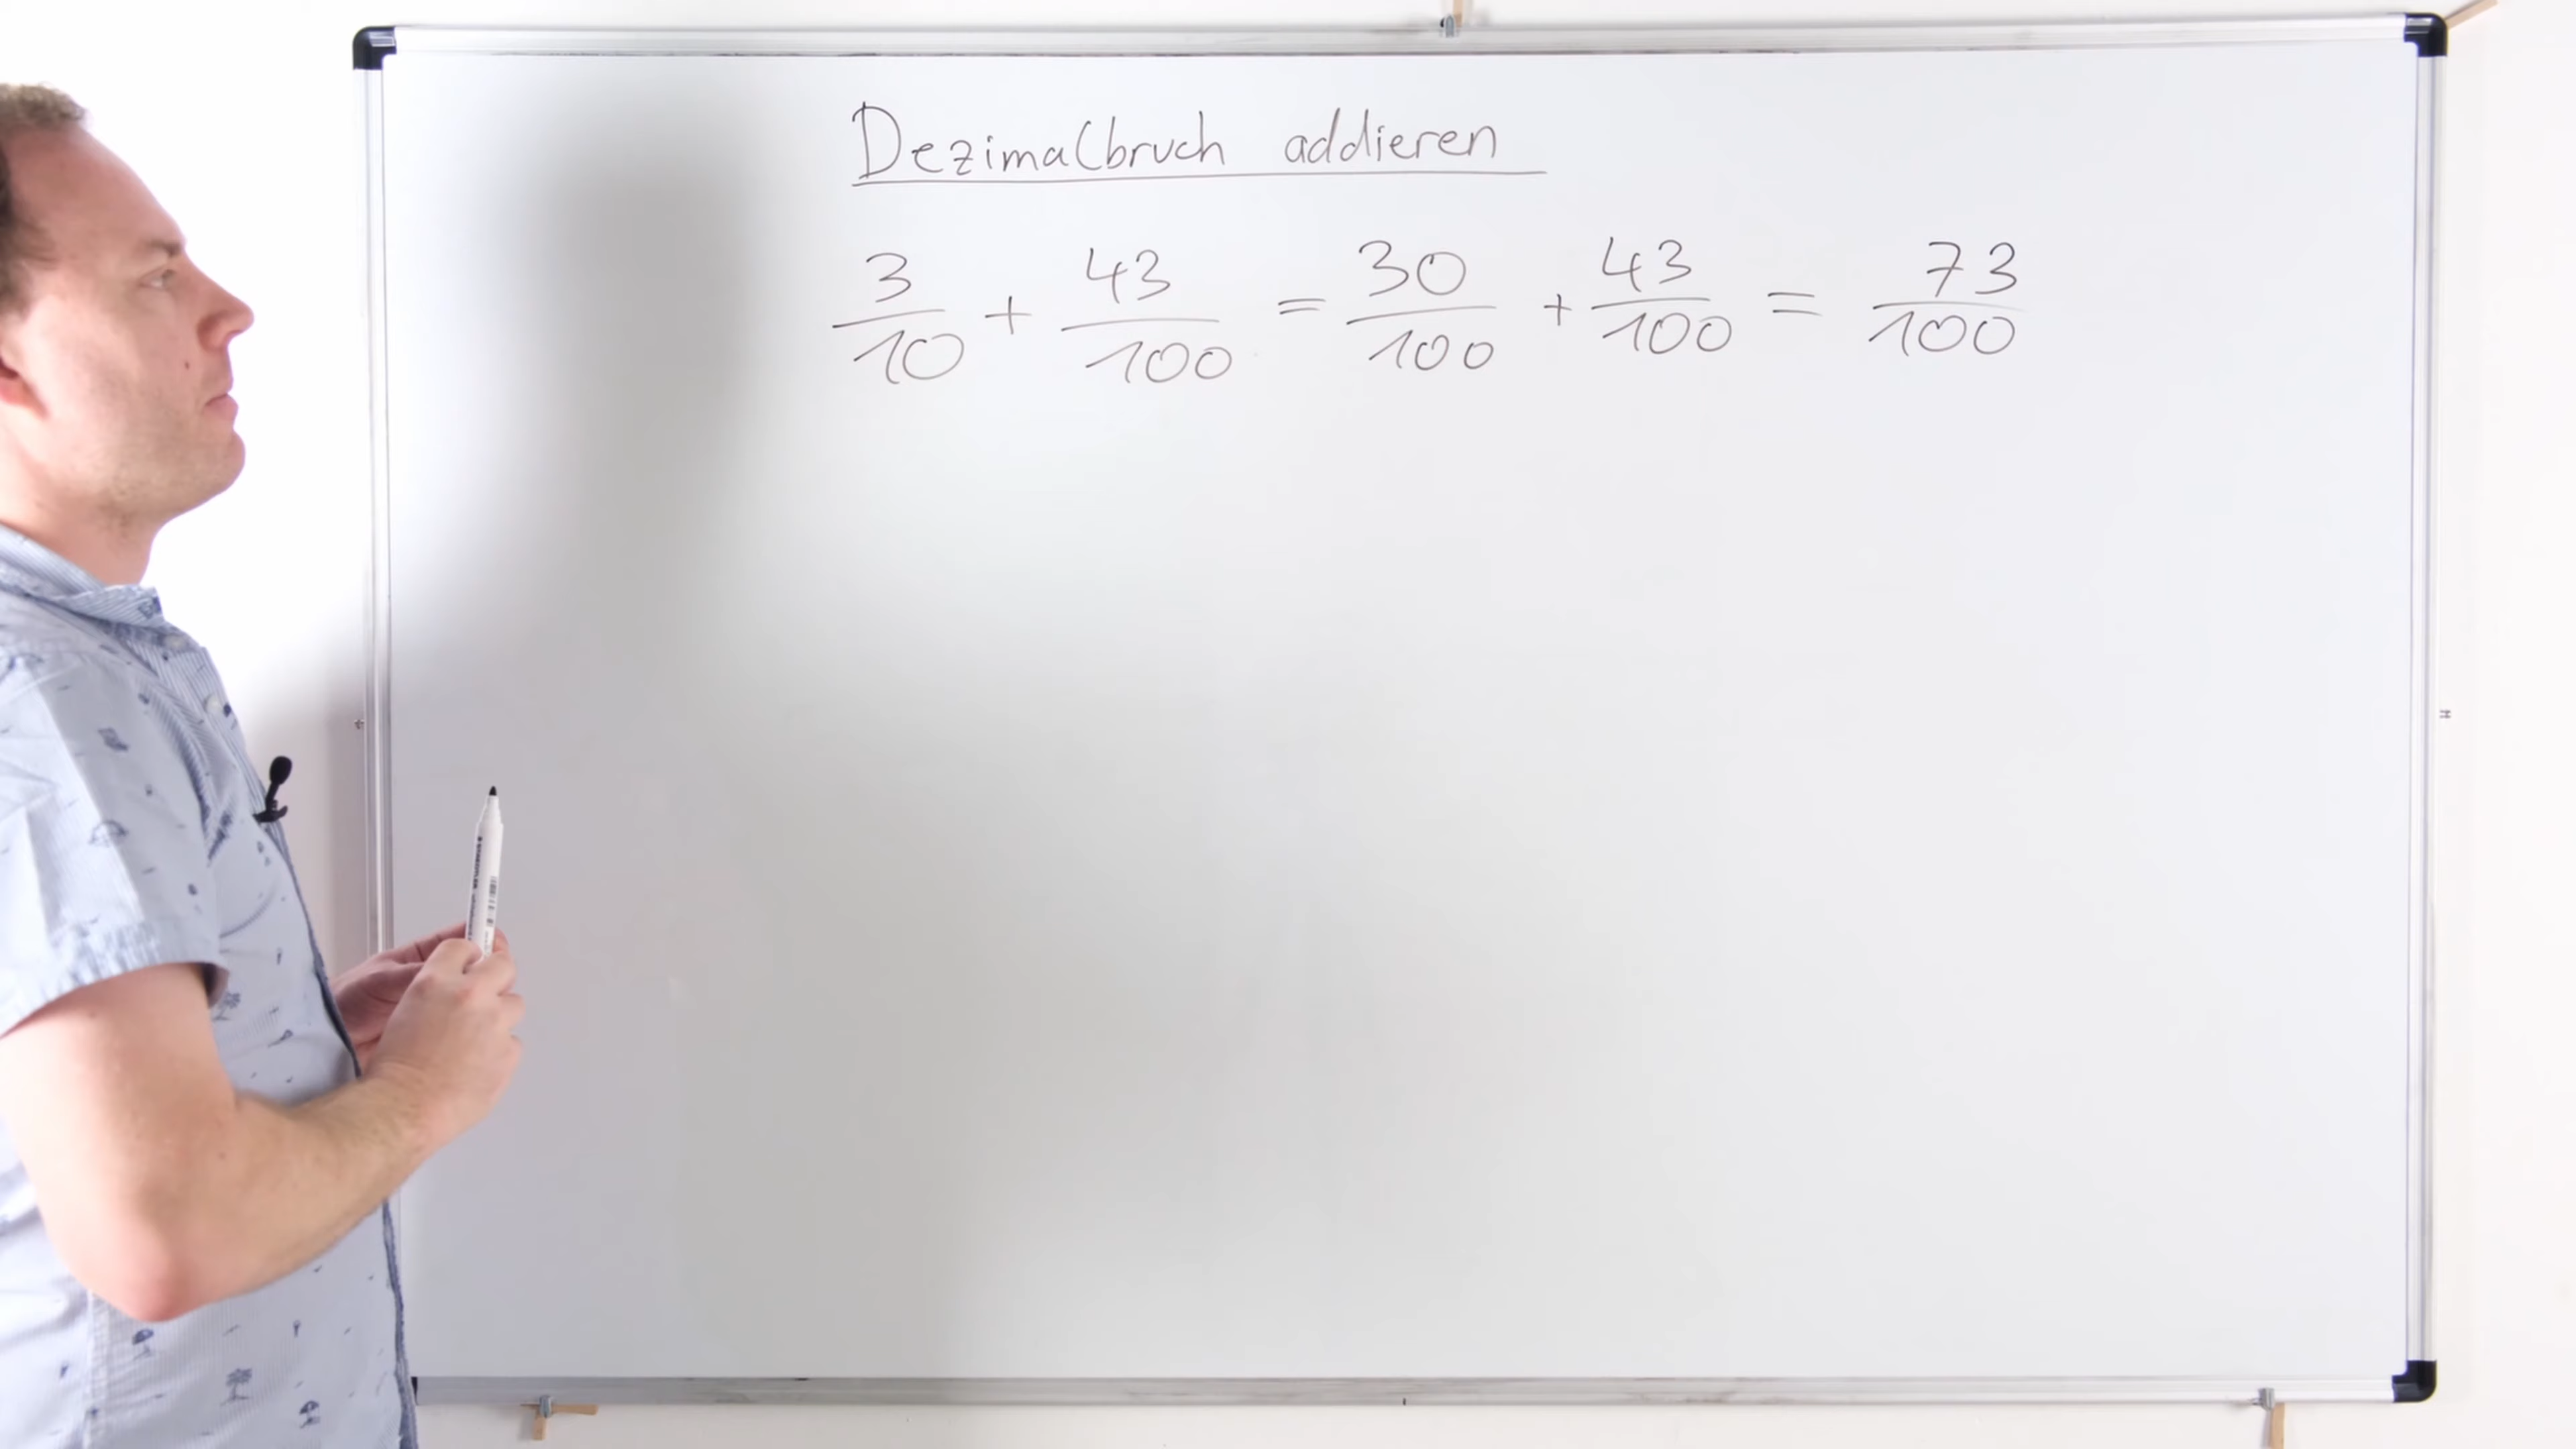 Dezimalbruch addieren
3/10 + 43/100 = 30/100 + 43/100 = 73/100